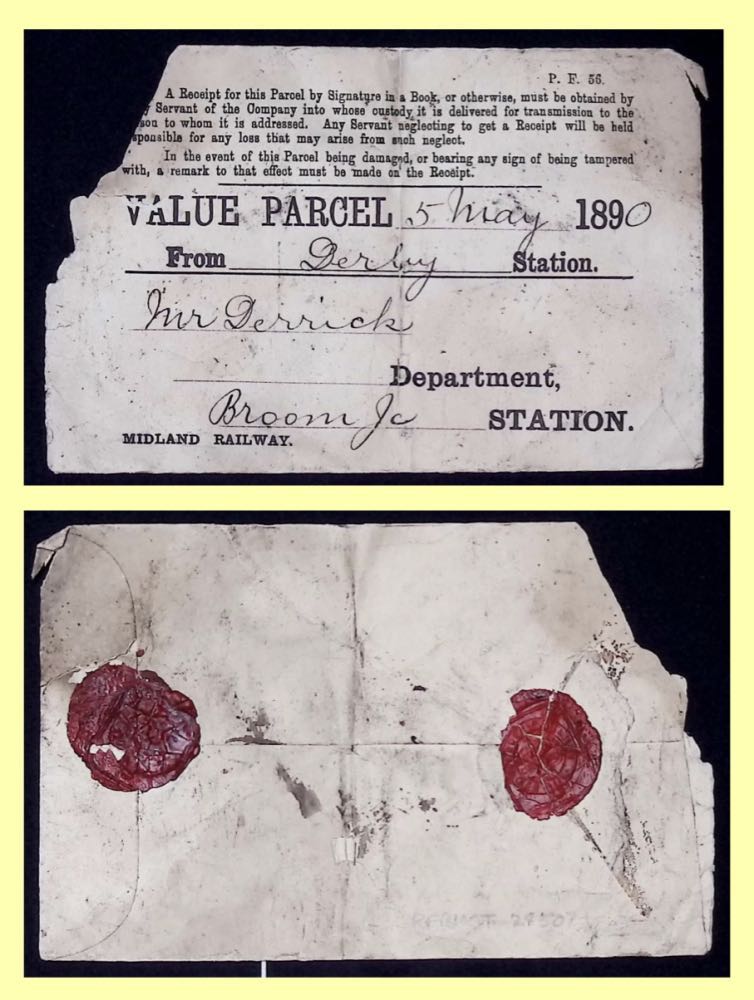 P. F. 56.
A Receipt for this Parcel by Signature in a Book, or otherwise, must be obtained by
Servant of the Company into whose custody it is delivered for transmission to the
son to whom it is addressed. Any Servant neglecting to get a Receipt will be held
ponsible for any loss that may arise from such neglect.
In the event of this Parcel being damaged, or bearing any sign of being tampered
with, a remark to that effect must be made on the Receipt.
VALUE PARCEL 5 May 1890
From Derby Station.
Mr Derrick
Department,
Broom Jc STATION.
MIDLAND RAILWAY.